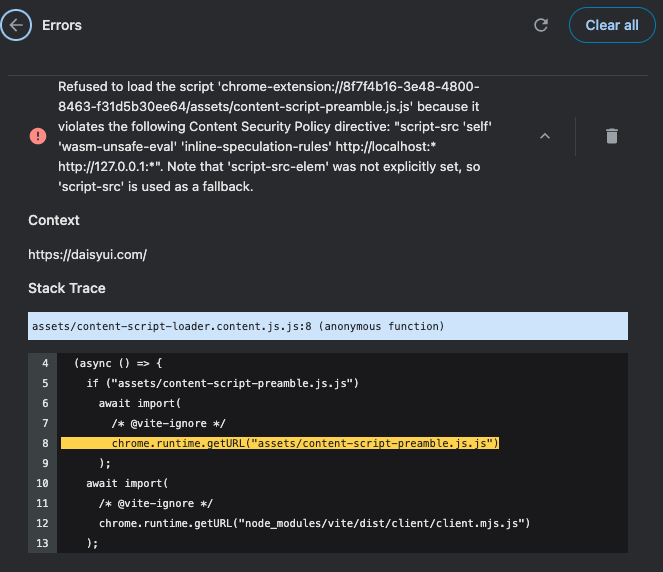 Errors
Clear all
Refused to load the script 'chrome-extension://8f7f4b16-3e48-4800-
8463-f31d5b30ee64/assets/content-script-preamble.js.js' because it
violates the following Content Security Policy directive: "script-src 'self'
'wasm-unsafe-eval' 'inline-speculation-rules' http://localhost:*
http://127.0.0.1:*". Note that 'script-src-elem' was not explicitly set, so
'script-src' is used as a fallback.
Context
https://daisyui.com/
Stack Trace
assets/content-script-loader.content.js.js:8 (anonymous function)
4 (async () => {
5 if ("assets/content-script-preamble.js.js")
6 await import(
7 /* @vite-ignore */
8 chrome.runtime.getURL("assets/content-script-preamble.js.js")
9 );
10 await import(
11 /* @vite-ignore */
12 chrome.runtime.getURL("node_modules/vite/dist/client/client.mjs.js")
13 );